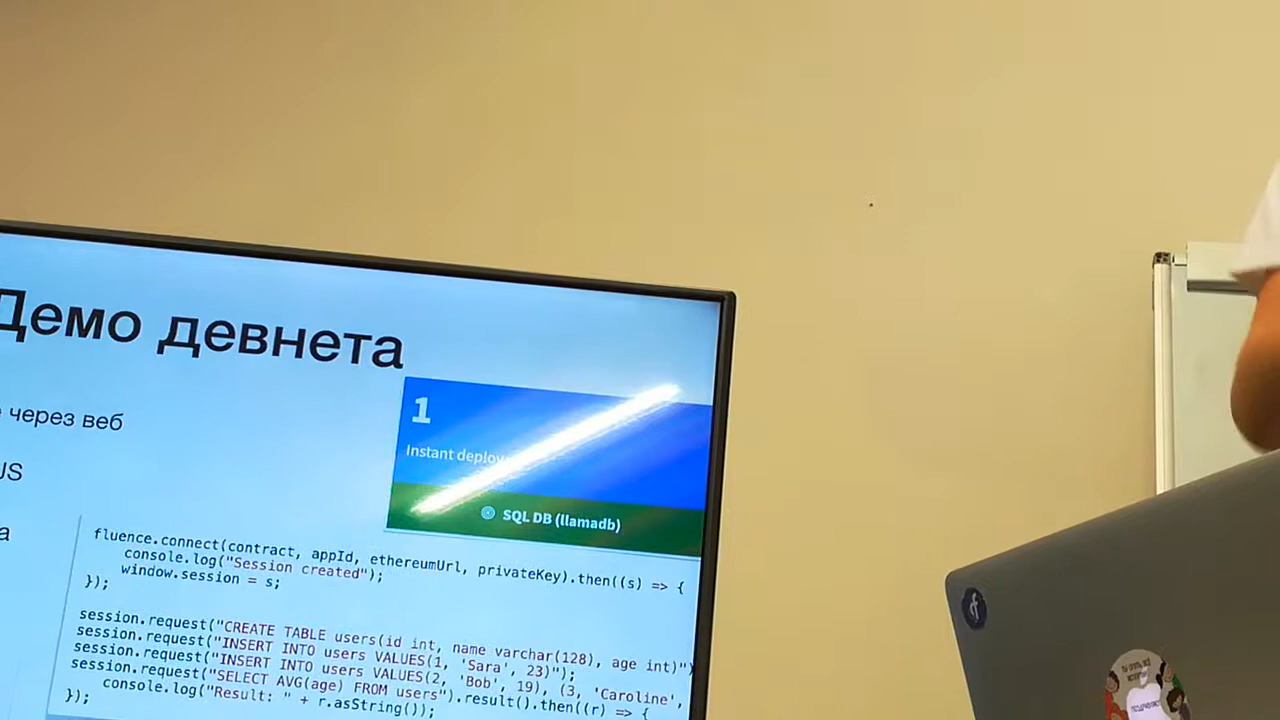 Демо девнета
через веб
JS
1
Instant deploy
SQL DB (llamadb)
fluence.connect(contract, appId, ethereumUrl, privateKey).then((s) => {
console.log("Session created");
window.session = s;
});
session.request("CREATE TABLE users(id int, name varchar(128), age int)")
session.request("INSERT INTO users VALUES(1, 'Sara', 23)");
session.request("INSERT INTO users VALUES(2, 'Bob', 19), (3, 'Caroline',
session.request("SELECT AVG(age) FROM users").result().then((r) => {
console.log("Result: " + r.asString());
});